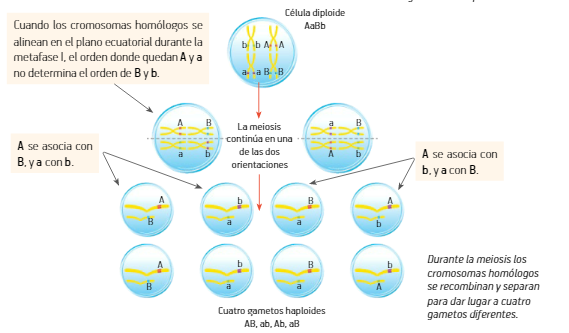 Célula diploide
AaBb
Cuando los cromosomas homólogos se
alinean en el plano ecuatorial durante la
metafase I, el orden donde quedan A y a
no determina el orden de B y b.
b b A A
a a B B
A B
a b
La meiosis
continúa en una
de las dos
orientaciones
a B
A b
A se asocia con
B, y a con b.
A se asocia con
b, y a con B.
A
B
b
a
B
a
A
b
A
B
b
a
B
a
b
A
Cuatro gametos haploides
AB, ab, Ab, aB
Durante la meiosis los
cromosomas homólogos
se recombinan y separan
para dar lugar a cuatro
gametos diferentes.